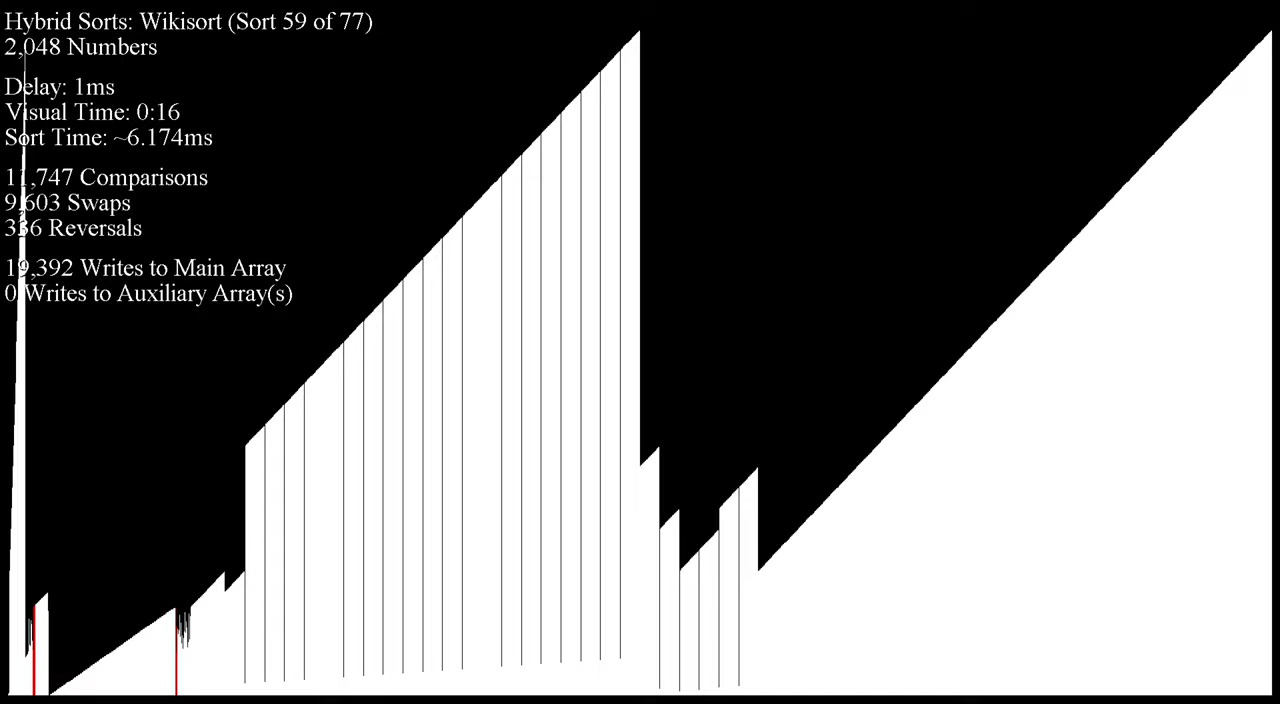 Hybrid Sorts: Wikisort (Sort 59 of 77)
2,048 Numbers
Delay: 1ms
Visual Time: 0:16
Sort Time: ~6.174ms
11,747 Comparisons
9,603 Swaps
336 Reversals
19,392 Writes to Main Array
0 Writes to Auxiliary Array(s)